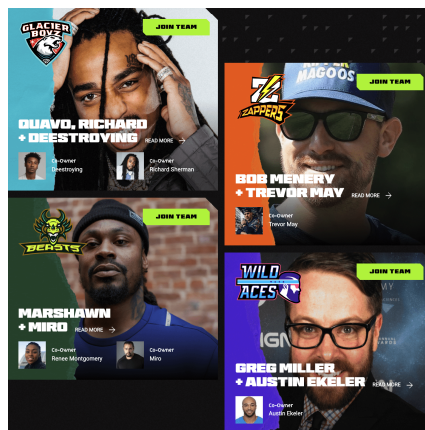 GLACIER
BOYZ
JOIN TEAM
QUAVO, RICHARD
+ DEESTROYING READ MORE
Co-Owner
Deestroying
Co-Owner
Richard Sherman
BEASTS
JOIN TEAM
MARSHAWN
+ MIRO READ MORE
Co-Owner
Renee Montgomery
Co-Owner
Miro
MAGOOS
ZAPPERS
JOIN TEAM
BOB MENERY
+ TREVOR MAY READ MORE
Co-Owner
Trevor May
WILD
ACES
JOIN TEAM
IGN
GREG MILLER
+ AUSTIN EKELER READ MORE
Co-Owner
Austin Ekeler